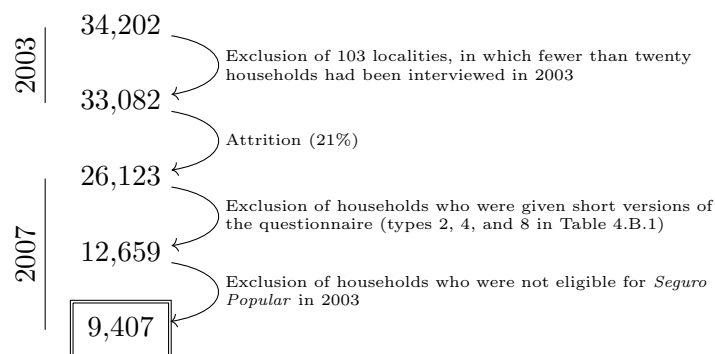 2003
34,202
Exclusion of 103 localities, in which fewer than twenty
households had been interviewed in 2003
33,082
Attrition (21%)
2007
26,123
Exclusion of households who were given short versions of
the questionnaire (types 2, 4, and 8 in Table 4.B.1)
12,659
Exclusion of households who were not eligible for Seguro
Popular in 2003
9,407